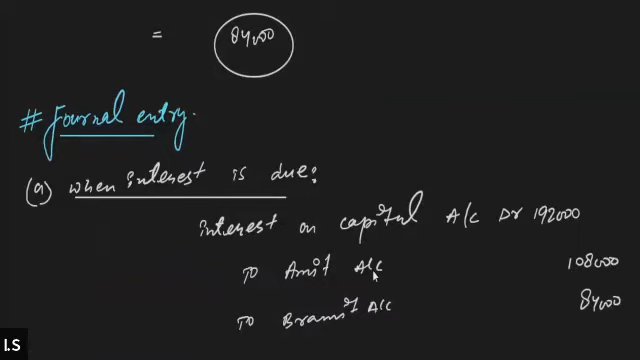 = 84000
# Journal entry.
(a) when interest is due:
interest on capital A/C Dr 192000
To Amit A/C 108000
To Bramit A/C 84000
I.S